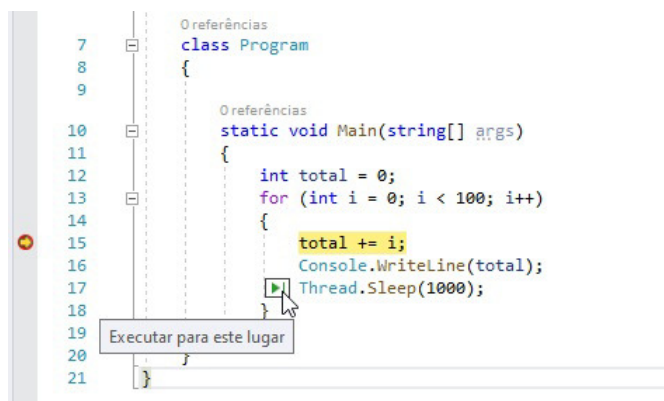 0 referências
7 class Program
8 {
9
0 referências
10 static void Main(string[] args)
11 {
12 int total = 0;
13 for (int i = 0; i < 100; i++)
14 {
15 total += i;
16 Console.WriteLine(total);
17 Thread.Sleep(1000);
18 }
19 Executar para este lugar
20 }
21 }